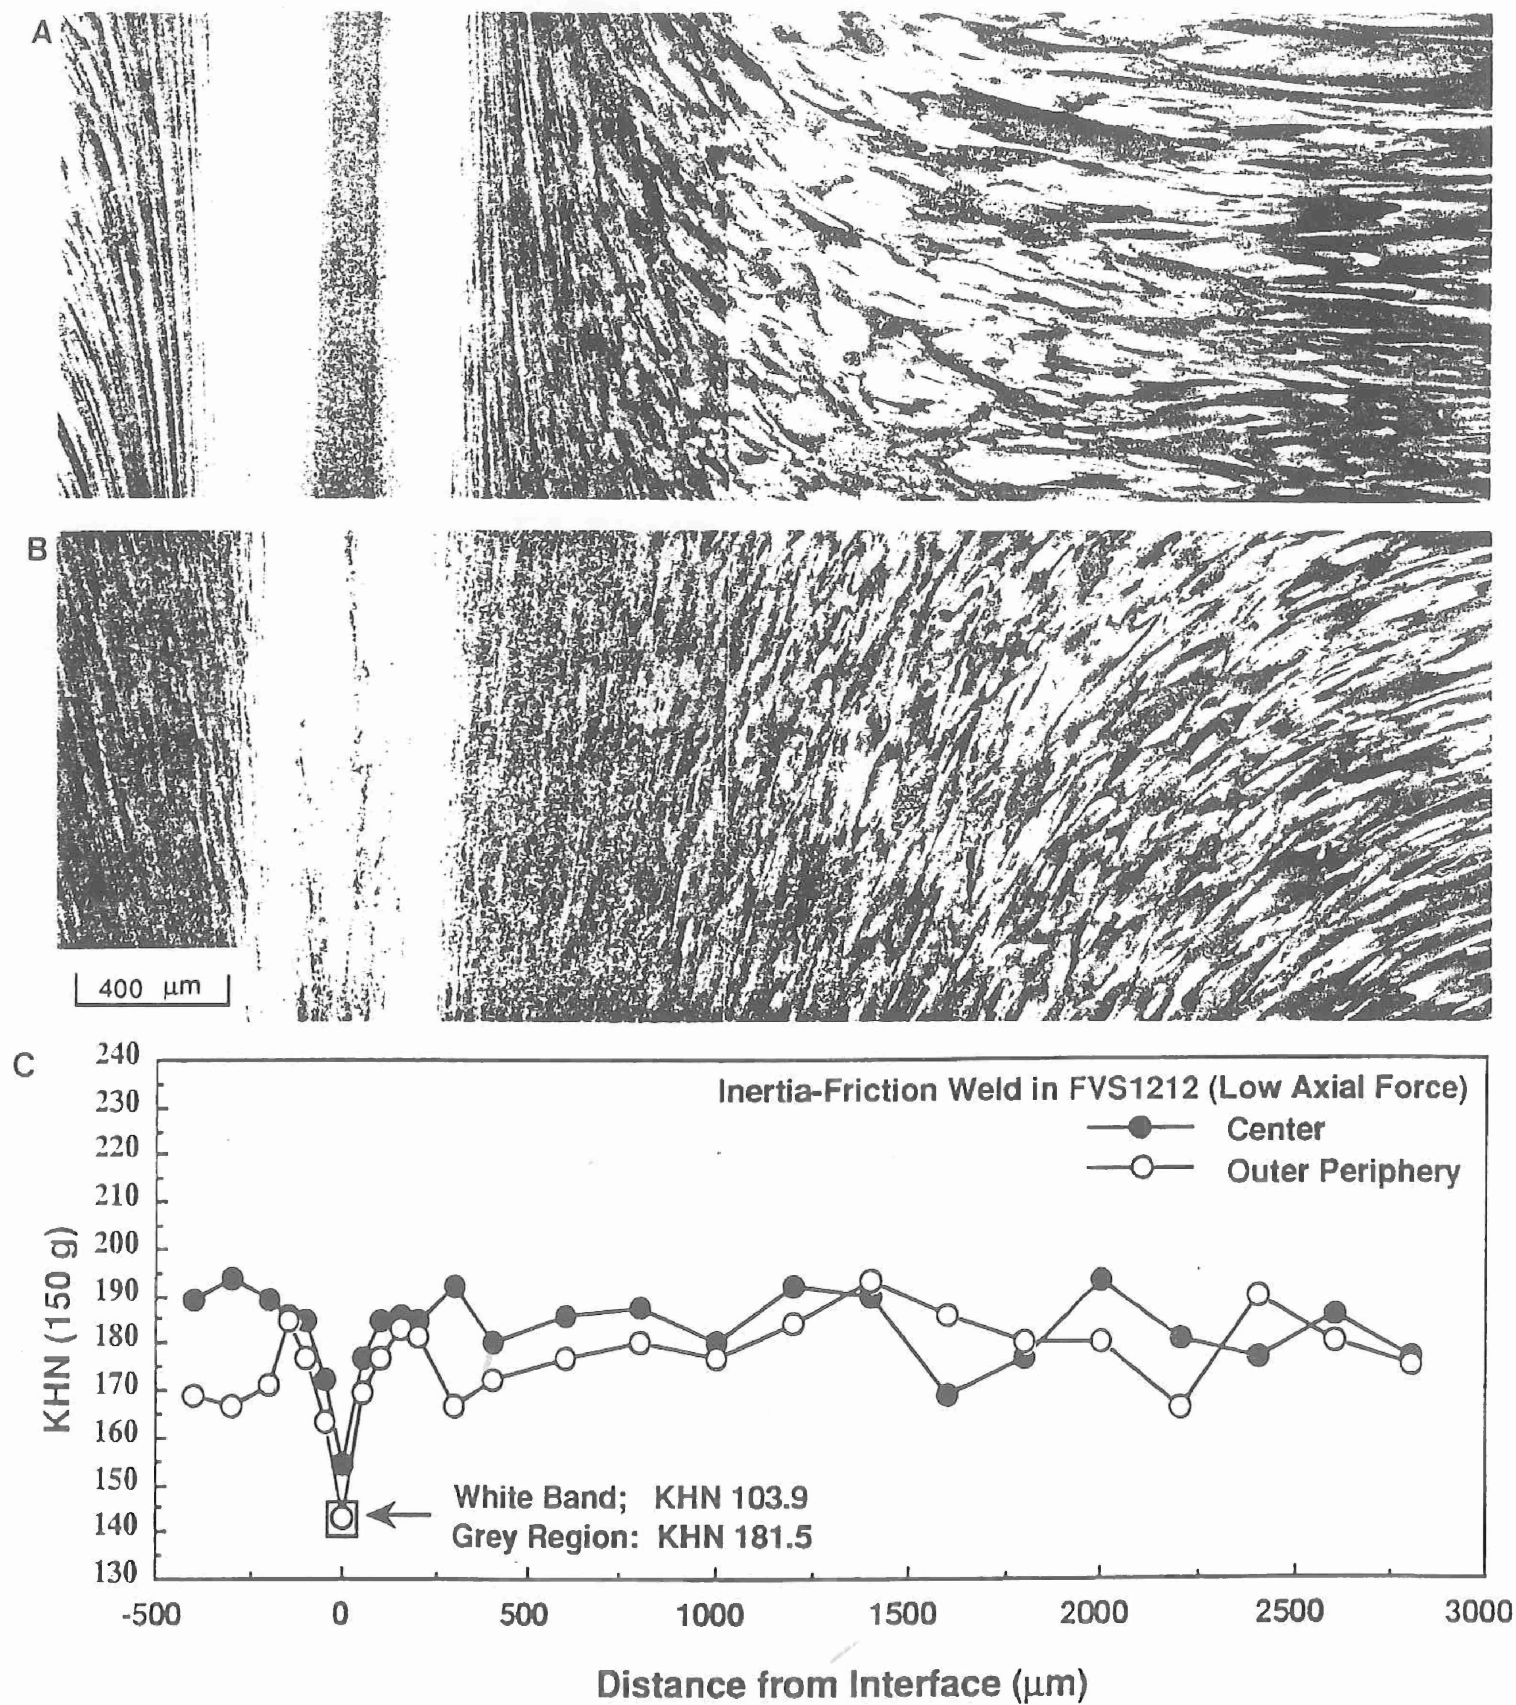 A
B
400 μm
C
240
230
220
210
200
190
180
170
160
150
140
130
KHN (150 g)
Inertia-Friction Weld in FVS1212 (Low Axial Force)
Center
Outer Periphery
White Band; KHN 103.9
Grey Region: KHN 181.5
-500 0 500 1000 1500 2000 2500 3000
Distance from Interface (μm)